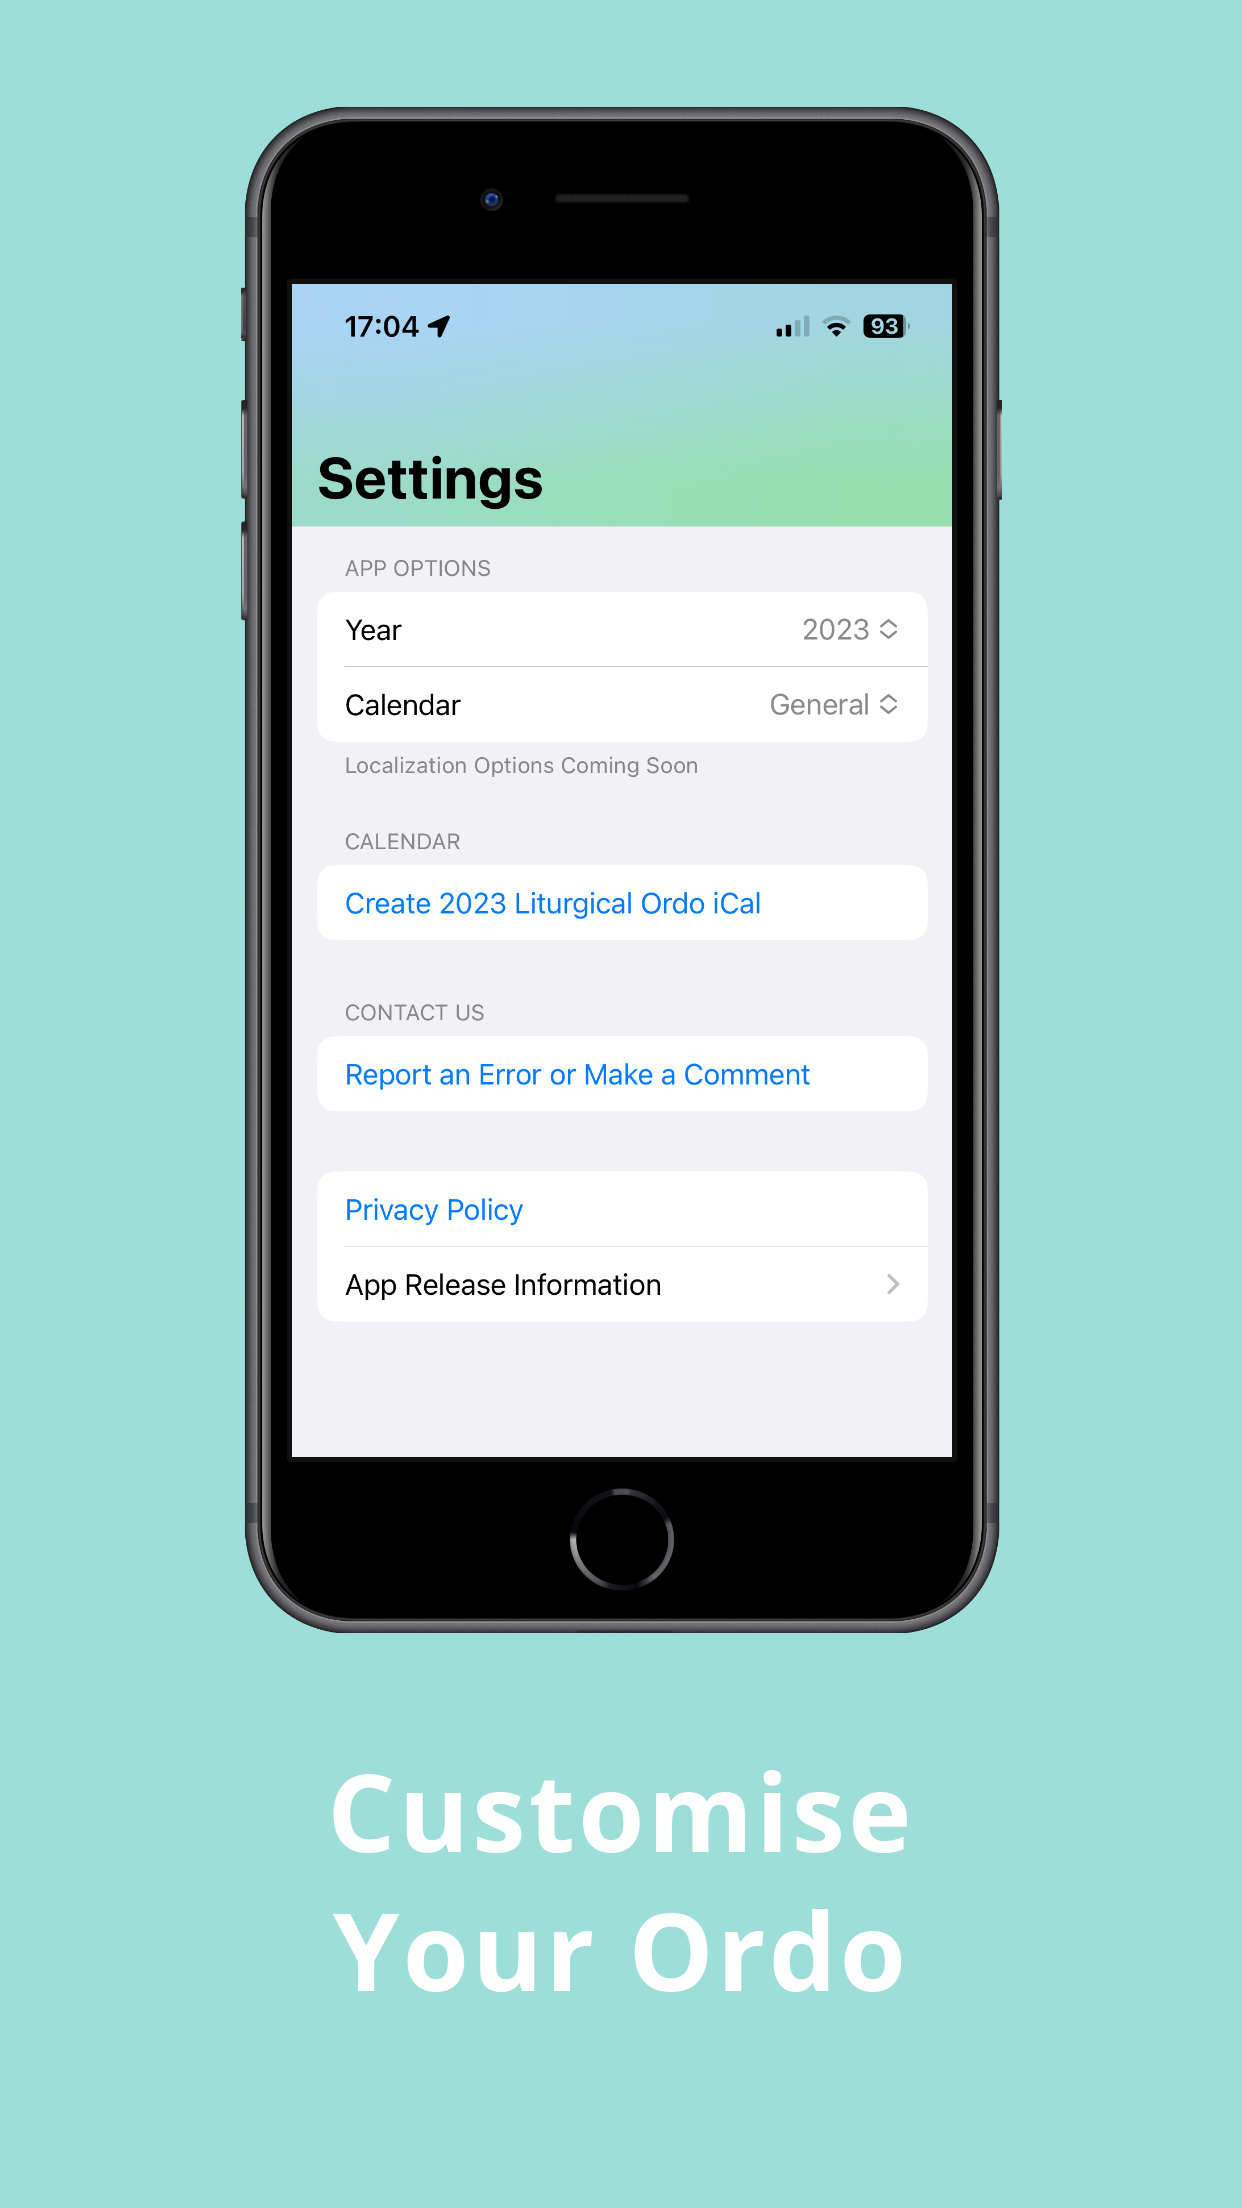 17:04
93
Settings
APP OPTIONS
Year 2023
Calendar General
Localization Options Coming Soon
CALENDAR
Create 2023 Liturgical Ordo iCal
CONTACT US
Report an Error or Make a Comment
Privacy Policy
App Release Information
Customise
Your Ordo